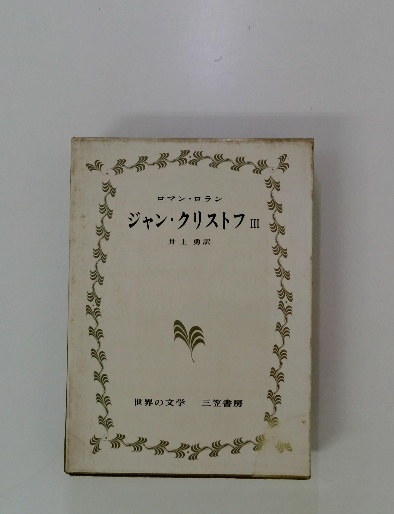 ロマン・ロラン
ジャン・クリストフ III
井上 勇訳
世界の文学 三笠書房